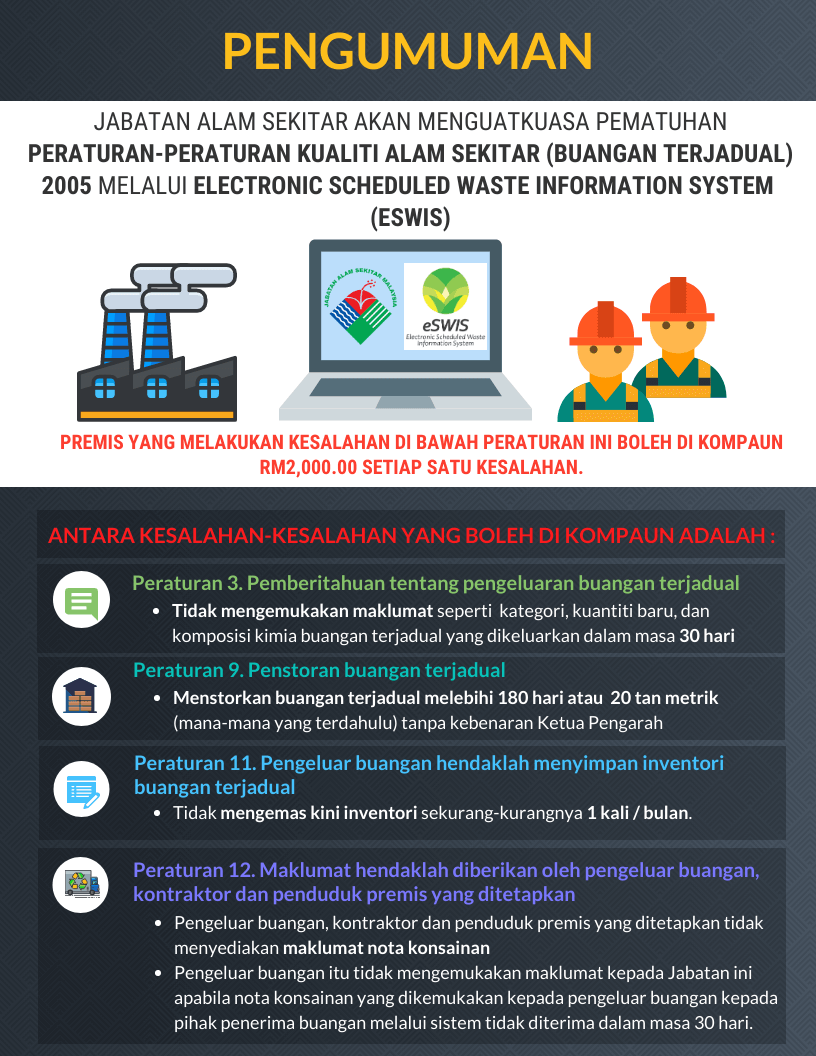 PENGUMUMAN
JABATAN ALAM SEKITAR AKAN MENGUATKUASA PEMATUHAN
PERATURAN-PERATURAN KUALITI ALAM SEKITAR (BUANGAN TERJADUAL)
2005 MELALUI ELECTRONIC SCHEDULED WASTE INFORMATION SYSTEM
(ESWIS)
JABATAN ALAM SEKITAR MALAYSIA
eSWIS
Electronic Scheduled Waste
Information System
PREMIS YANG MELAKUKAN KESALAHAN DI BAWAH PERATURAN INI BOLEH DI KOMPAUN
RM2,000.00 SETIAP SATU KESALAHAN.
ANTARA KESALAHAN-KESALAHAN YANG BOLEH DI KOMPAUN ADALAH :
Peraturan 3. Pemberitahuan tentang pengeluaran buangan terjadual
• Tidak mengemukakan maklumat seperti kategori, kuantiti baru, dan
komposisi kimia buangan terjadual yang dikeluarkan dalam masa 30 hari
Peraturan 9. Penstoran buangan terjadual
• Menstorkan buangan terjadual melebihi 180 hari atau 20 tan metrik
(mana-mana yang terdahulu) tanpa kebenaran Ketua Pengarah
Peraturan 11. Pengeluar buangan hendaklah menyimpan inventori
buangan terjadual
• Tidak mengemas kini inventori sekurang-kurangnya 1 kali / bulan.
Peraturan 12. Maklumat hendaklah diberikan oleh pengeluar buangan,
kontraktor dan penduduk premis yang ditetapkan
• Pengeluar buangan, kontraktor dan penduduk premis yang ditetapkan tidak
menyediakan maklumat nota konsainan
• Pengeluar buangan itu tidak mengemukakan maklumat kepada Jabatan ini
apabila nota konsainan yang dikemukakan kepada pengeluar buangan kepada
pihak penerima buangan melalui sistem tidak diterima dalam masa 30 hari.